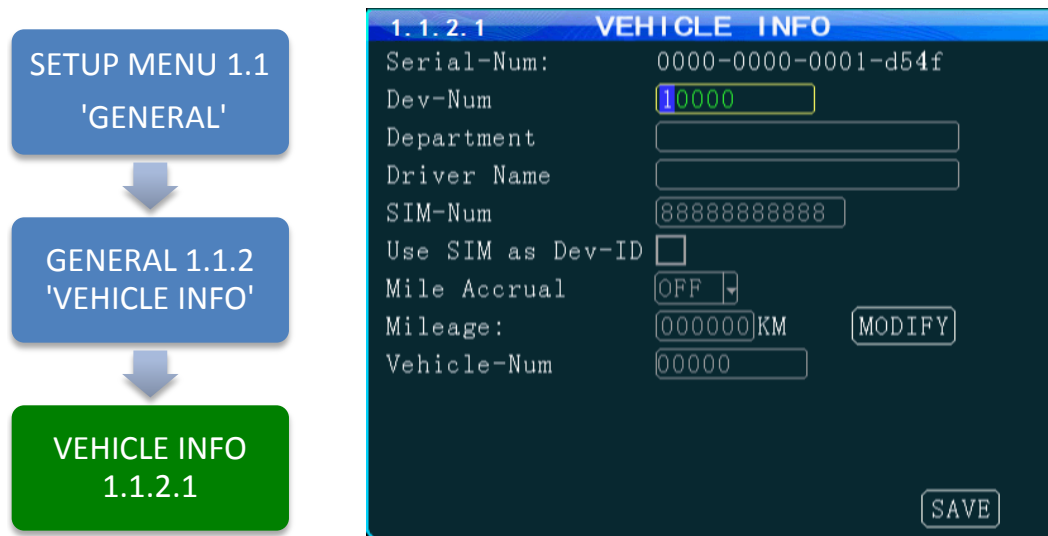 SETUP MENU 1.1
'GENERAL'
GENERAL 1.1.2
'VEHICLE INFO'
VEHICLE INFO
1.1.2.1
1.1.2.1 VEHICLE INFO
Serial-Num: 0000-0000-0001-d54f
Dev-Num 10000
Department
Driver Name
SIM-Num 88888888888
Use SIM as Dev-ID
Mile Accrual OFF
Mileage: 000000 KM MODIFY
Vehicle-Num 00000
SAVE